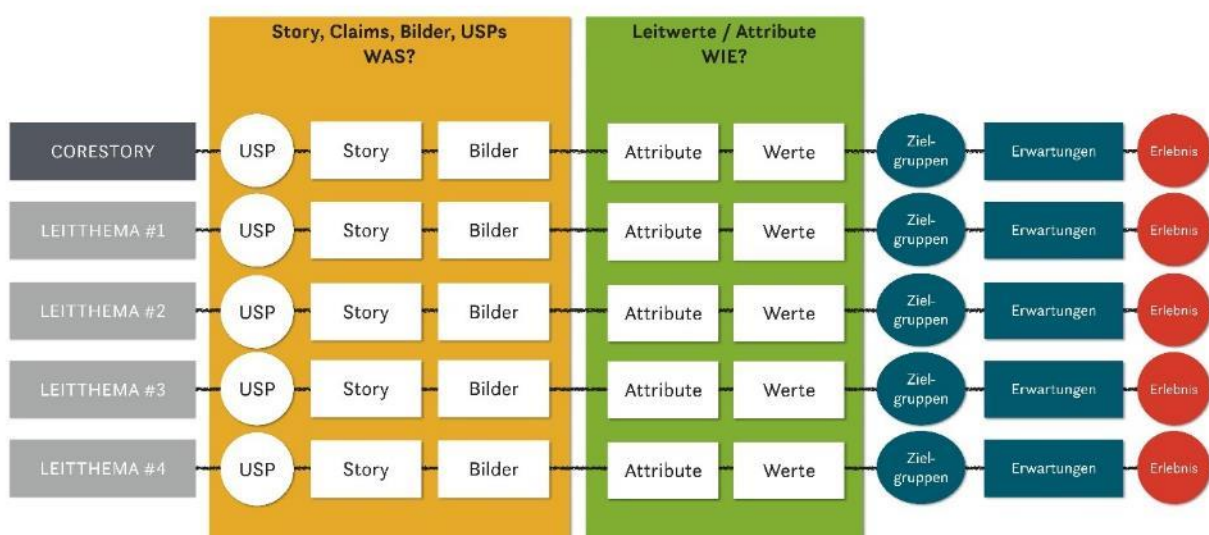 Story, Claims, Bilder, USPs
WAS?
Leitwerte / Attribute
WIE?
CORESTORY
USP
Story
Bilder
Attribute
Werte
Ziel-
gruppen
Erwartungen
Erlebnis
LEITTHEMA #1
USP
Story
Bilder
Attribute
Werte
Ziel-
gruppen
Erwartungen
Erlebnis
LEITTHEMA #2
USP
Story
Bilder
Attribute
Werte
Ziel-
gruppen
Erwartungen
Erlebnis
LEITTHEMA #3
USP
Story
Bilder
Attribute
Werte
Ziel-
gruppen
Erwartungen
Erlebnis
LEITTHEMA #4
USP
Story
Bilder
Attribute
Werte
Ziel-
gruppen
Erwartungen
Erlebnis